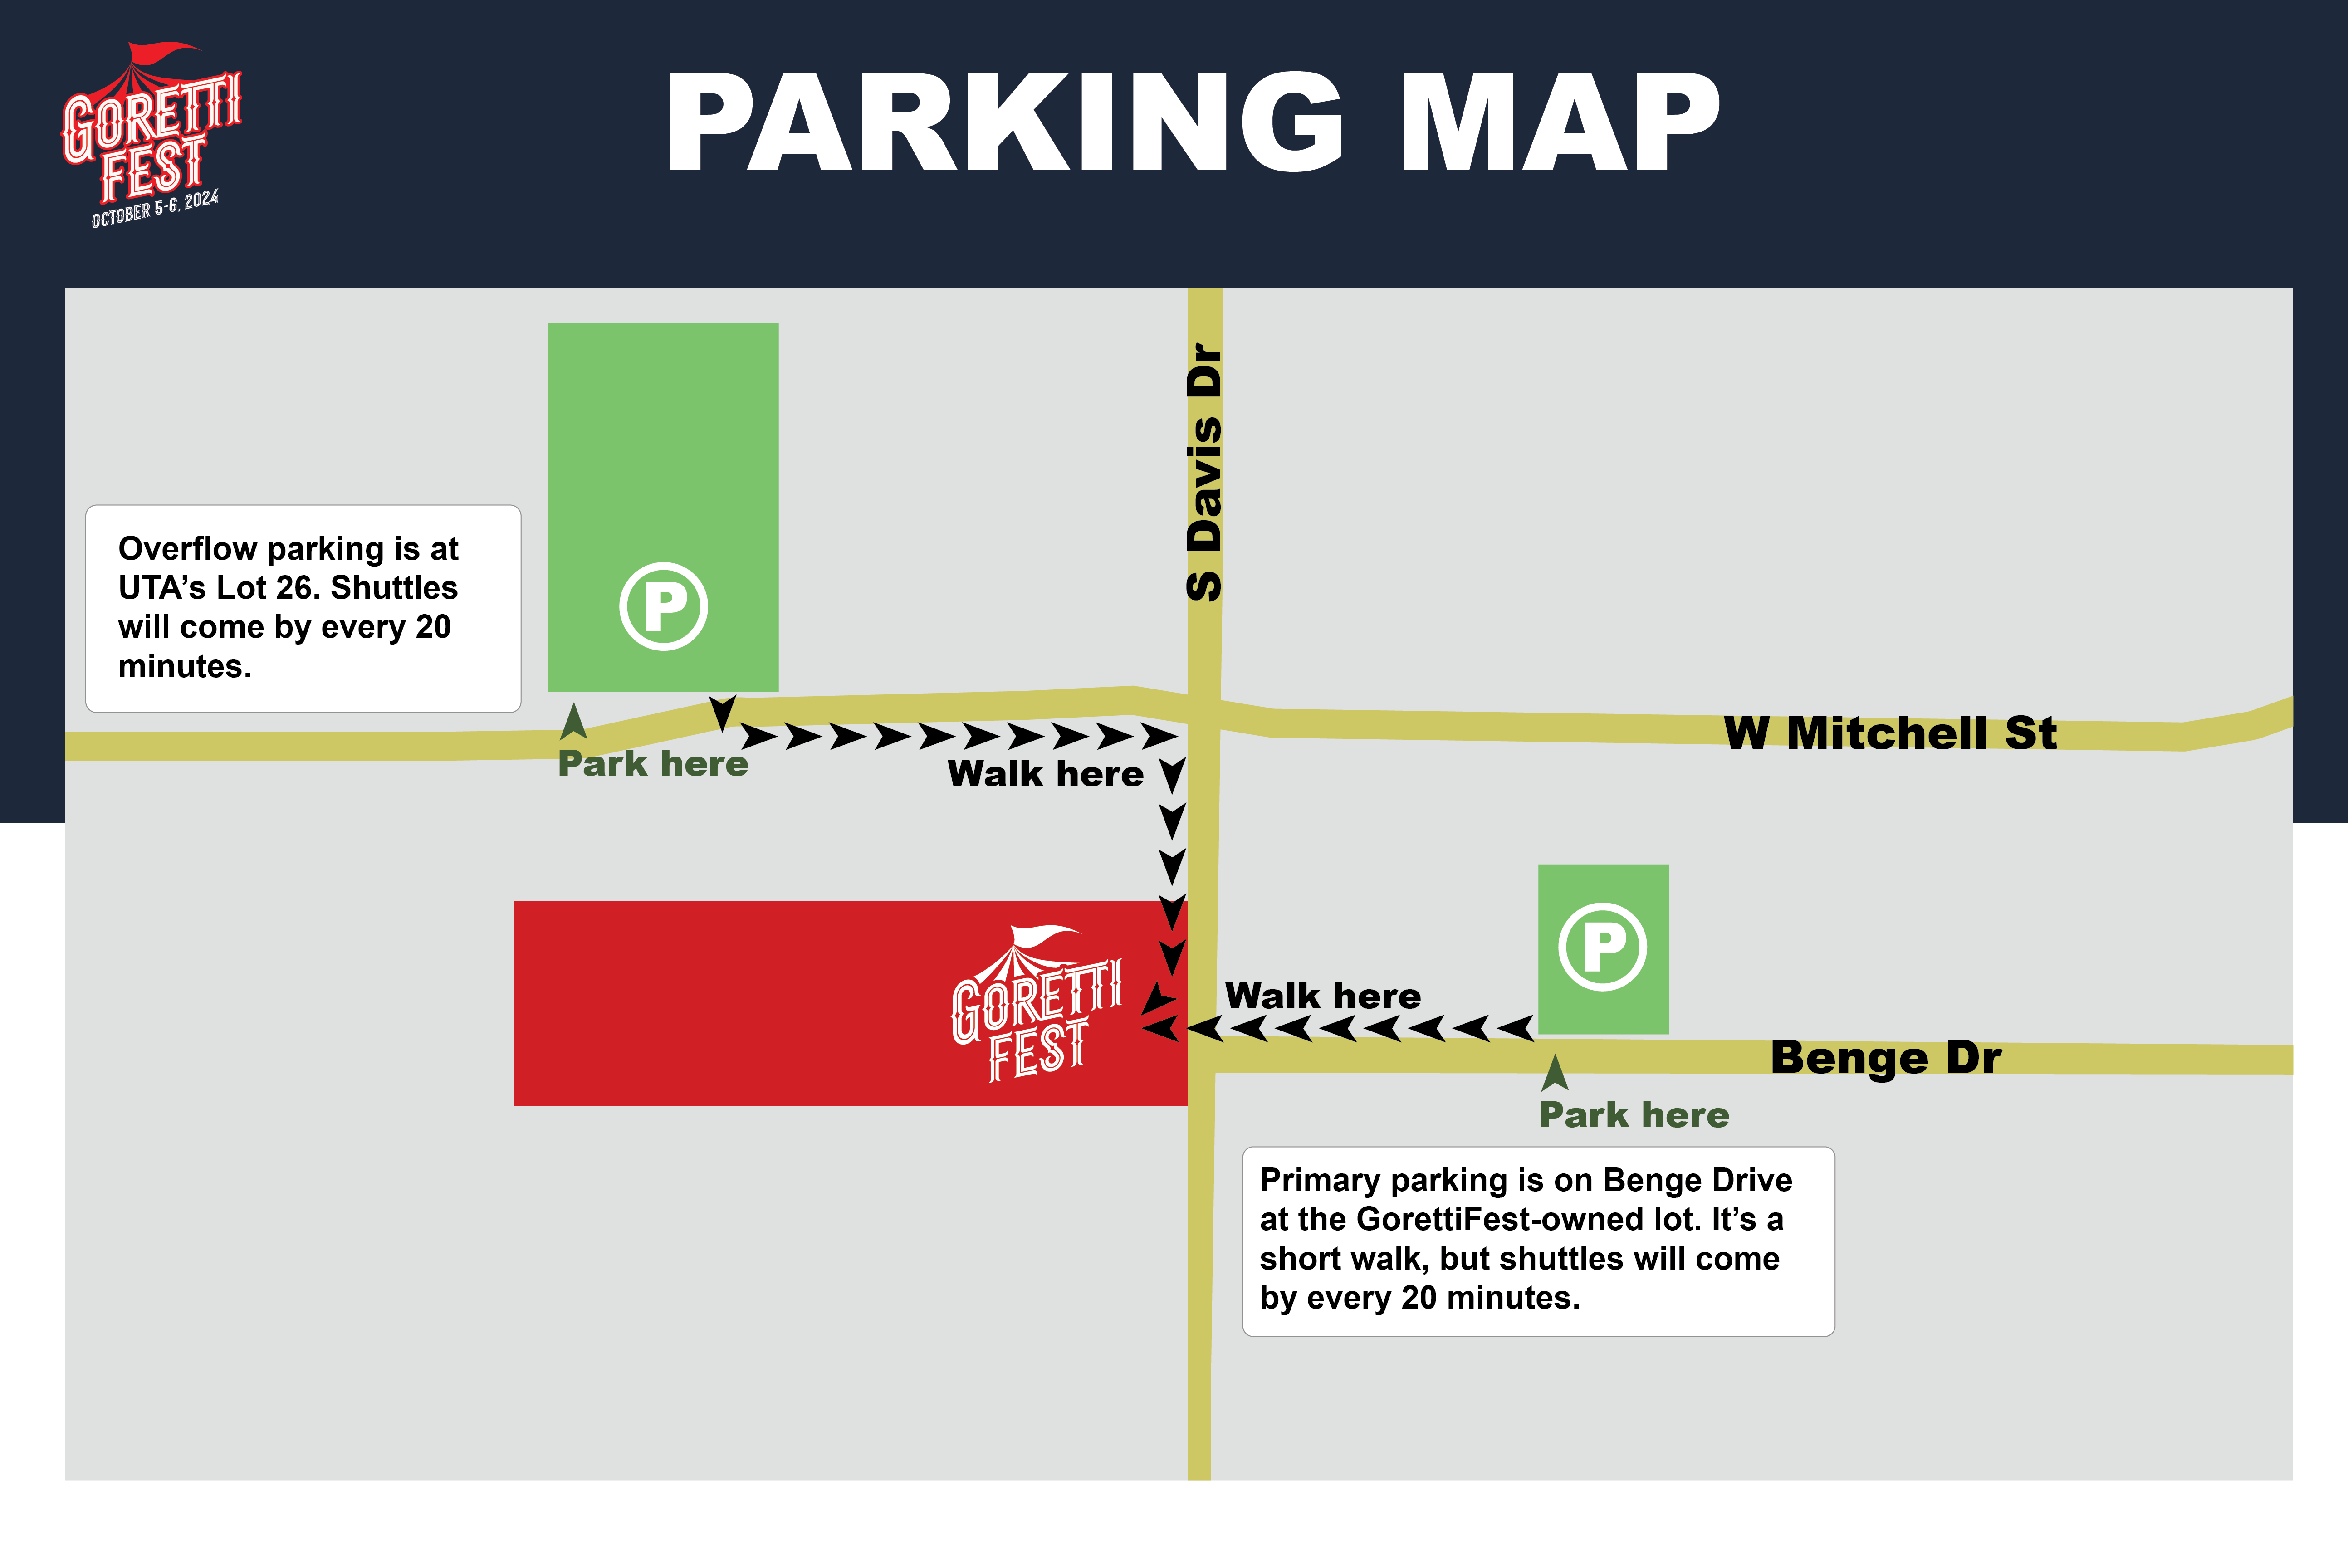 GORETTI
FEST
OCTOBER 5-6, 2024
PARKING MAP
S Davis Dr
Overflow parking is at
UTA’s Lot 26. Shuttles
will come by every 20
minutes.
P
Park here
Walk here
W Mitchell St
GORETTI
FEST
P
Walk here
Benge Dr
Park here
Primary parking is on Benge Drive
at the GorettiFest-owned lot. It’s a
short walk, but shuttles will come
by every 20 minutes.